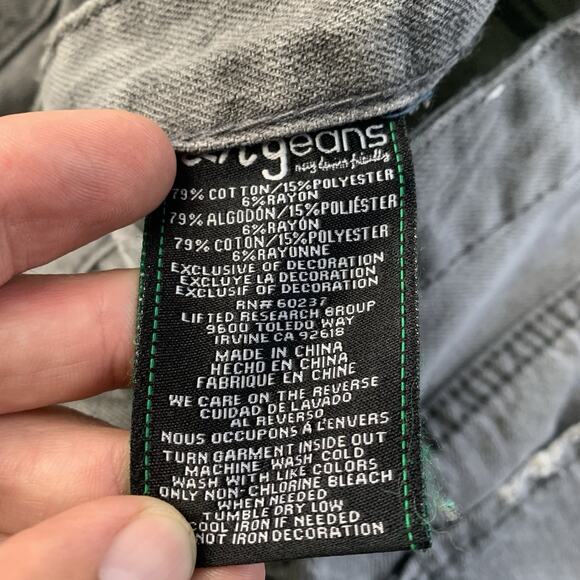 79% COTTON/15%POLYESTER
6%RAYON
79% ALGODÓN/15%POLIÉSTER
6%RAYÓN
79% COTON/15%POLYESTER
6%RAYONNE
EXCLUSIVE OF DECORATION
EXCLUYE LA DECORATION
EXCLUSIF OF DECORATION
RN# 60237
LIFTED RESEARCH GROUP
9600 TOLEDO WAY
IRVINE CA 92618
MADE IN CHINA
HECHO EN CHINA
FABRIQUE EN CHINE
WE CARE ON THE REVERSE
CUIDAD DE LAVADO
AL REVERSO
NOUS OCCUPONS À L'ENVERS
TURN GARMENT INSIDE OUT
MACHINE WASH COLD
WASH WITH LIKE COLORS
ONLY NON-CHLORINE BLEACH
WHEN NEEDED
TUMBLE DRY LOW
COOL IRON IF NEEDED
NOT IRON DECORATION